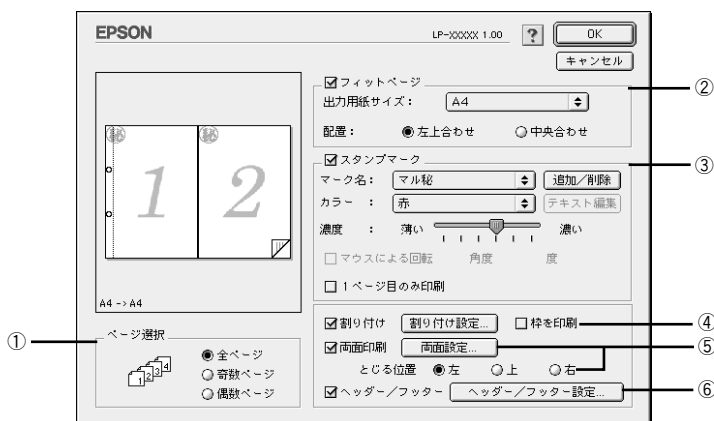 EPSON
LP-XXXXX 1.00
?
OK
キャンセル
フィットページ
②
出力用紙サイズ： A4
配置： 左上合わせ 中央合わせ
㊙ ㊙
1 2
A4 -> A4
スタンプマーク
③
マーク名： マル秘 追加／削除
カラー ： 赤 テキスト編集
濃度 ： 薄い 濃い
マウスによる回転 角度 度
1ページ目のみ印刷
①
ページ選択
1 2 3 4
全ページ
奇数ページ
偶数ページ
割り付け 割り付け設定... 枠を印刷
④
両面印刷 両面設定...
⑤
とじる位置 左 上 右
ヘッダー／フッター ヘッダー／フッター設定...
⑥